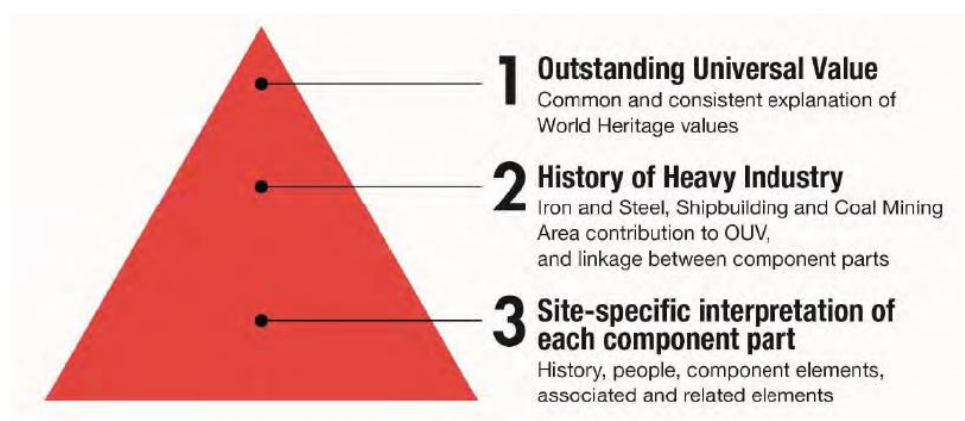 1 Outstanding Universal Value
Common and consistent explanation of
World Heritage values
2 History of Heavy Industry
Iron and Steel, Shipbuilding and Coal Mining
Area contribution to OUV,
and linkage between component parts
3 Site-specific interpretation of
each component part
History, people, component elements,
associated and related elements